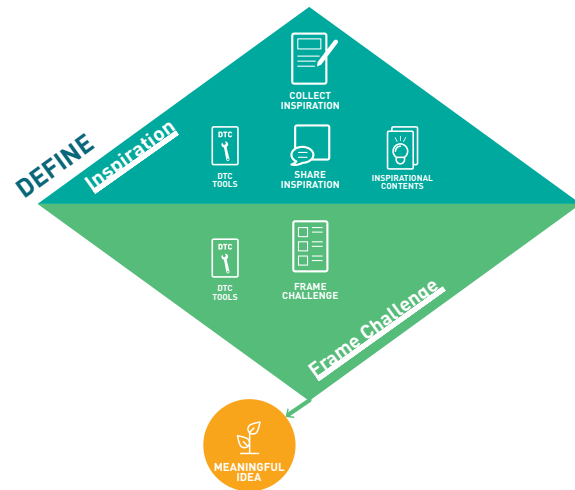 COLLECT
INSPIRATION
DEFINE
Inspiration
DTC
DTC
TOOLS
SHARE
INSPIRATION
INSPIRATIONAL
CONTENTS
DTC
DTC
TOOLS
FRAME
CHALLENGE
Frame Challenge
MEANINGFUL
IDEA